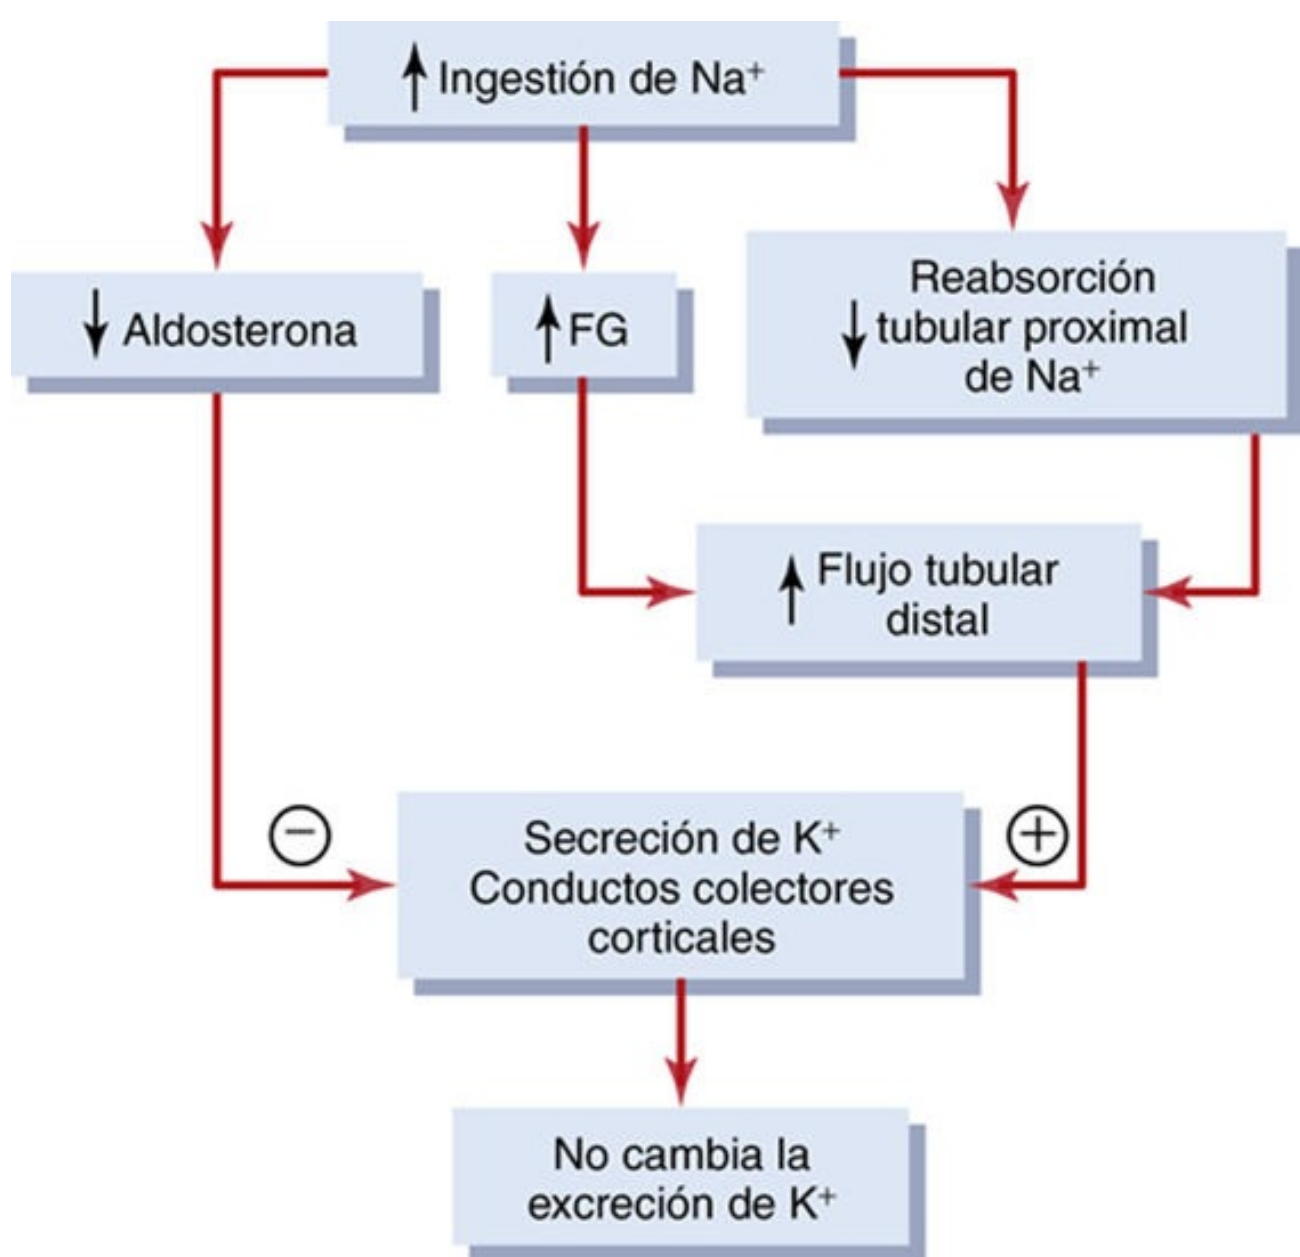 ↑ Ingestión de Na⁺
↓ Aldosterona
↑ FG
Reabsorción
↓ tubular proximal
de Na⁺
↑ Flujo tubular
distal
−
+
Secreción de K⁺
Conductos colectores
corticales
No cambia la
excreción de K⁺